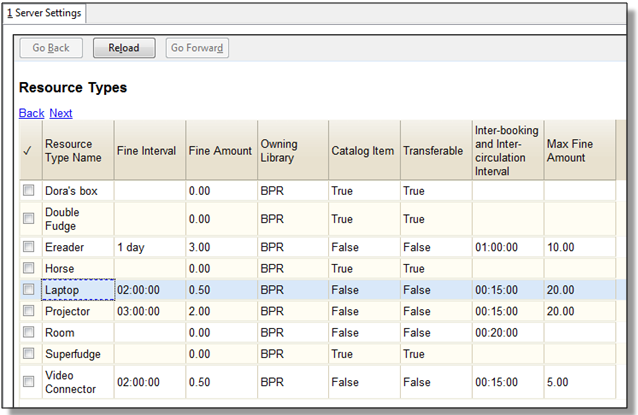 1 Server Settings
Go Back Reload Go Forward
Resource Types
Back Next
✓ Resource Type Name Fine Interval Fine Amount Owning Library Catalog Item Transferable Inter-booking and Inter-circulation Interval Max Fine Amount
Dora's box 0.00 BPR True True
Double Fudge 0.00 BPR True True
Ereader 1 day 3.00 BPR False False 01:00:00 10.00
Horse 0.00 BPR True True
Laptop 02:00:00 0.50 BPR False False 00:15:00 20.00
Projector 03:00:00 2.00 BPR False False 00:15:00 20.00
Room 0.00 BPR False False 00:20:00
Superfudge 0.00 BPR True True
Video Connector 02:00:00 0.50 BPR False False 00:15:00 5.00